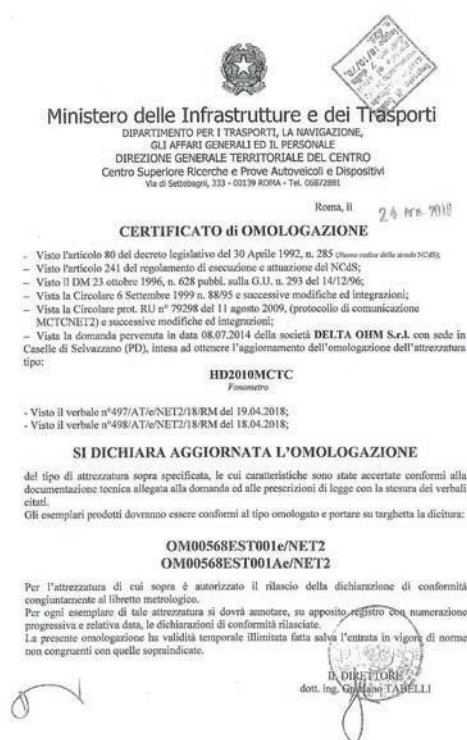 Ministero delle Infrastrutture e dei Trasporti
DIPARTIMENTO PER I TRASPORTI, LA NAVIGAZIONE,
GLI AFFARI GENERALI ED IL PERSONALE
DIREZIONE GENERALE TERRITORIALE DEL CENTRO
Centro Superiore Ricerche e Prove Autoveicoli e Dispositivi
Via di Settebagni, 333 - 00139 ROMA - Tel. 06872881
Roma, lì
CERTIFICATO di OMOLOGAZIONE
- Visto l'articolo 80 del decreto legislativo del 30 Aprile 1992, n. 285 (Nuovo codice della strada NCdS);
- Visto l'articolo 241 del regolamento di esecuzione e attuazione del NCdS;
- Visto il DM 23 ottobre 1996, n. 628 pubbl. sulla G.U. n. 293 del 14/12/96;
- Vista la Circolare 6 Settembre 1999 n. 88/95 e successive modifiche ed integrazioni;
- Vista la Circolare prot. RU n° 79298 del 11 agosto 2009, (protocollo di comunicazione
MCTCNET2) e successive modifiche ed integrazioni;
- Vista la domanda pervenuta in data 08.07.2014 della società DELTA OHM S.r.l. con sede in
Caselle di Selvazzano (PD), intesa ad ottenere l'aggiornamento dell'omologazione dell'attrezzatura
tipo:
HD2010MCTC
Fonometro
- Visto il verbale n°497/AT/e/NET2/18/RM del 19.04.2018;
- Visto il verbale n°498/AT/e/NET2/18/RM del 18.04.2018;
SI DICHIARA AGGIORNATA L'OMOLOGAZIONE
del tipo di attrezzatura sopra specificata, le cui caratteristiche sono state accertate conformi alla
documentazione tecnica allegata alla domanda ed alle prescrizioni di legge con la stesura dei verbali
citati.
Gli esemplari prodotti dovranno essere conformi al tipo omologato e portare su targhetta la dicitura:
OM00568EST001e/NET2
OM00568EST001Ae/NET2
Per l'attrezzatura di cui sopra è autorizzato il rilascio della dichiarazione di conformità
congiuntamente al libretto metrologico.
Per ogni esemplare di tale attrezzatura si dovrà annotare, su apposito registro con numerazione
progressiva e relativa data, le dichiarazioni di conformità rilasciate.
La presente omologazione ha validità temporale illimitata fatta salva l'entrata in vigore di norme
non congruenti con quelle sopraindicate.
IL DIRETTORE
dott. ing. TABELLI